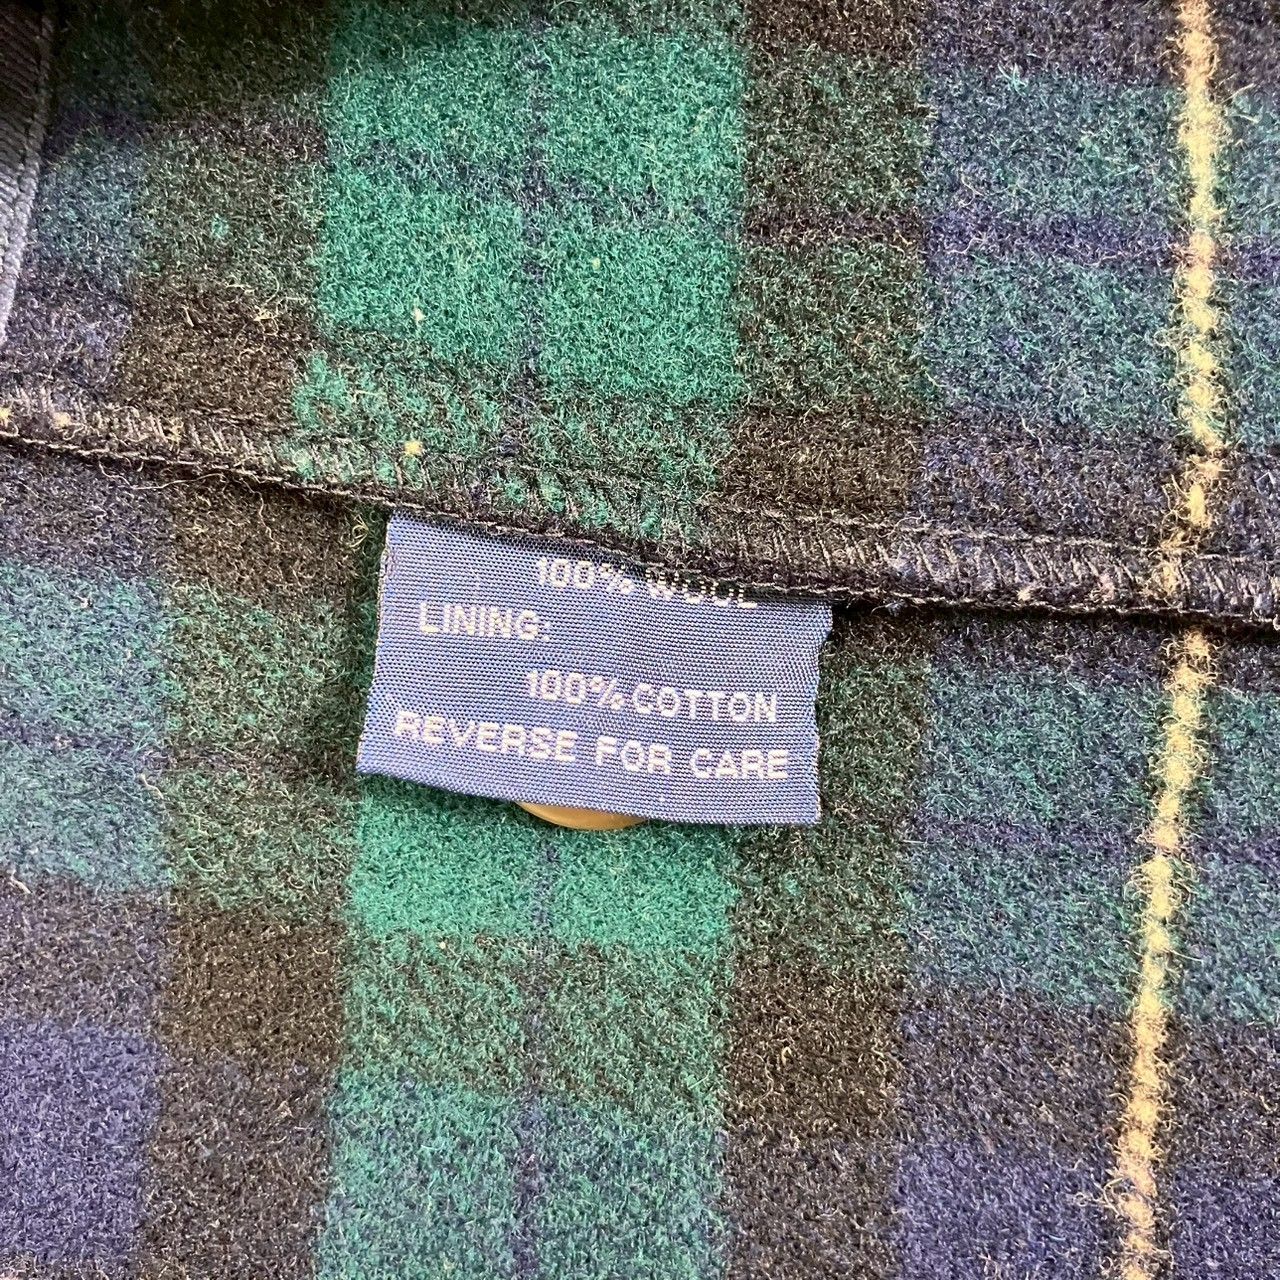 100% WOOL
LINING:
100% COTTON
REVERSE FOR CARE